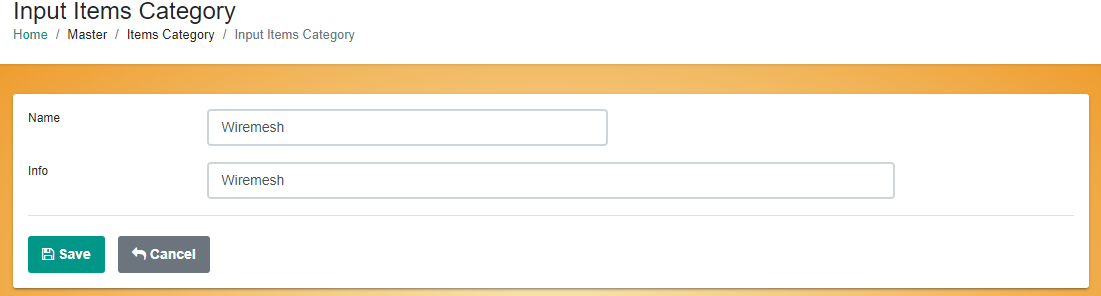 Input Items Category
Home / Master / Items Category / Input Items Category
Name Wiremesh
Info Wiremesh
Save Cancel